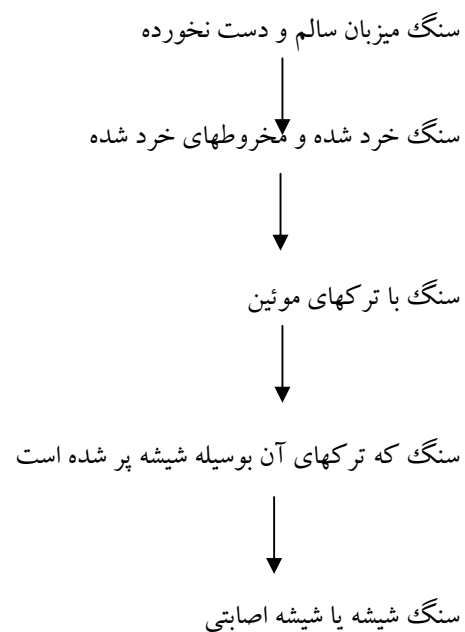 سنگ میزبان سالم و دست نخورده
سنگ خرد شده و مخروطهای خرد شده
سنگ با ترکهای موئین
سنگ که ترکهای آن بوسیله شیشه پر شده است
سنگ شیشه یا شیشه اصابتی